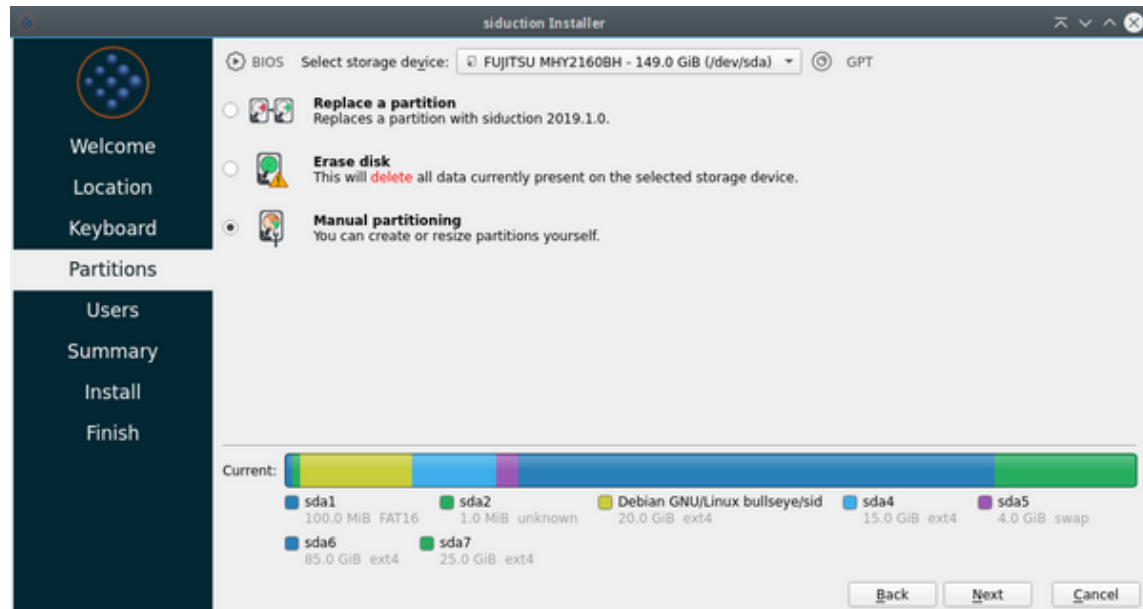 siduction Installer
BIOS Select storage device: FUJITSU MHY2160BH - 149.0 GiB (/dev/sda) GPT
Replace a partition
Replaces a partition with siduction 2019.1.0.
Erase disk
This will delete all data currently present on the selected storage device.
Manual partitioning
You can create or resize partitions yourself.
Welcome
Location
Keyboard
Partitions
Users
Summary
Install
Finish
Current:
sda1 sda2 Debian GNU/Linux bullseye/sid sda4 sda5
100.0 MiB FAT16 1.0 MiB unknown 20.0 GiB ext4 15.0 GiB ext4 4.0 GiB swap
sda6 sda7
85.0 GiB ext4 25.0 GiB ext4
Back Next Cancel